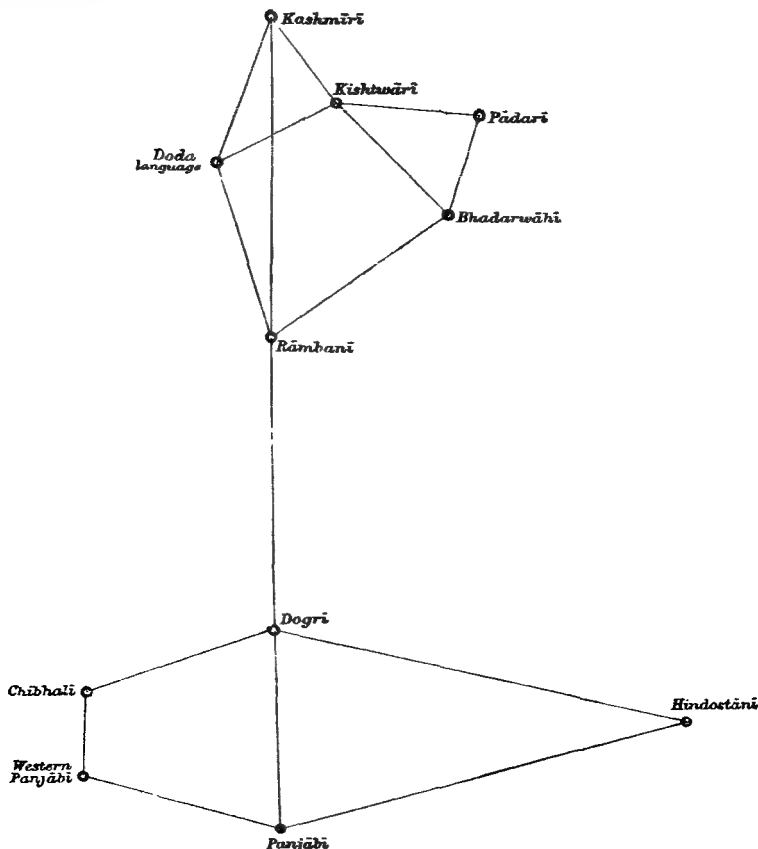 Kashmīrī
Kishtwārī
Pādarī
Doda
language
Bhadarwāhī
Rāmbanī
Dogrī
Chibhālī
Hindostānī
Western
Panjābī
Panjābī